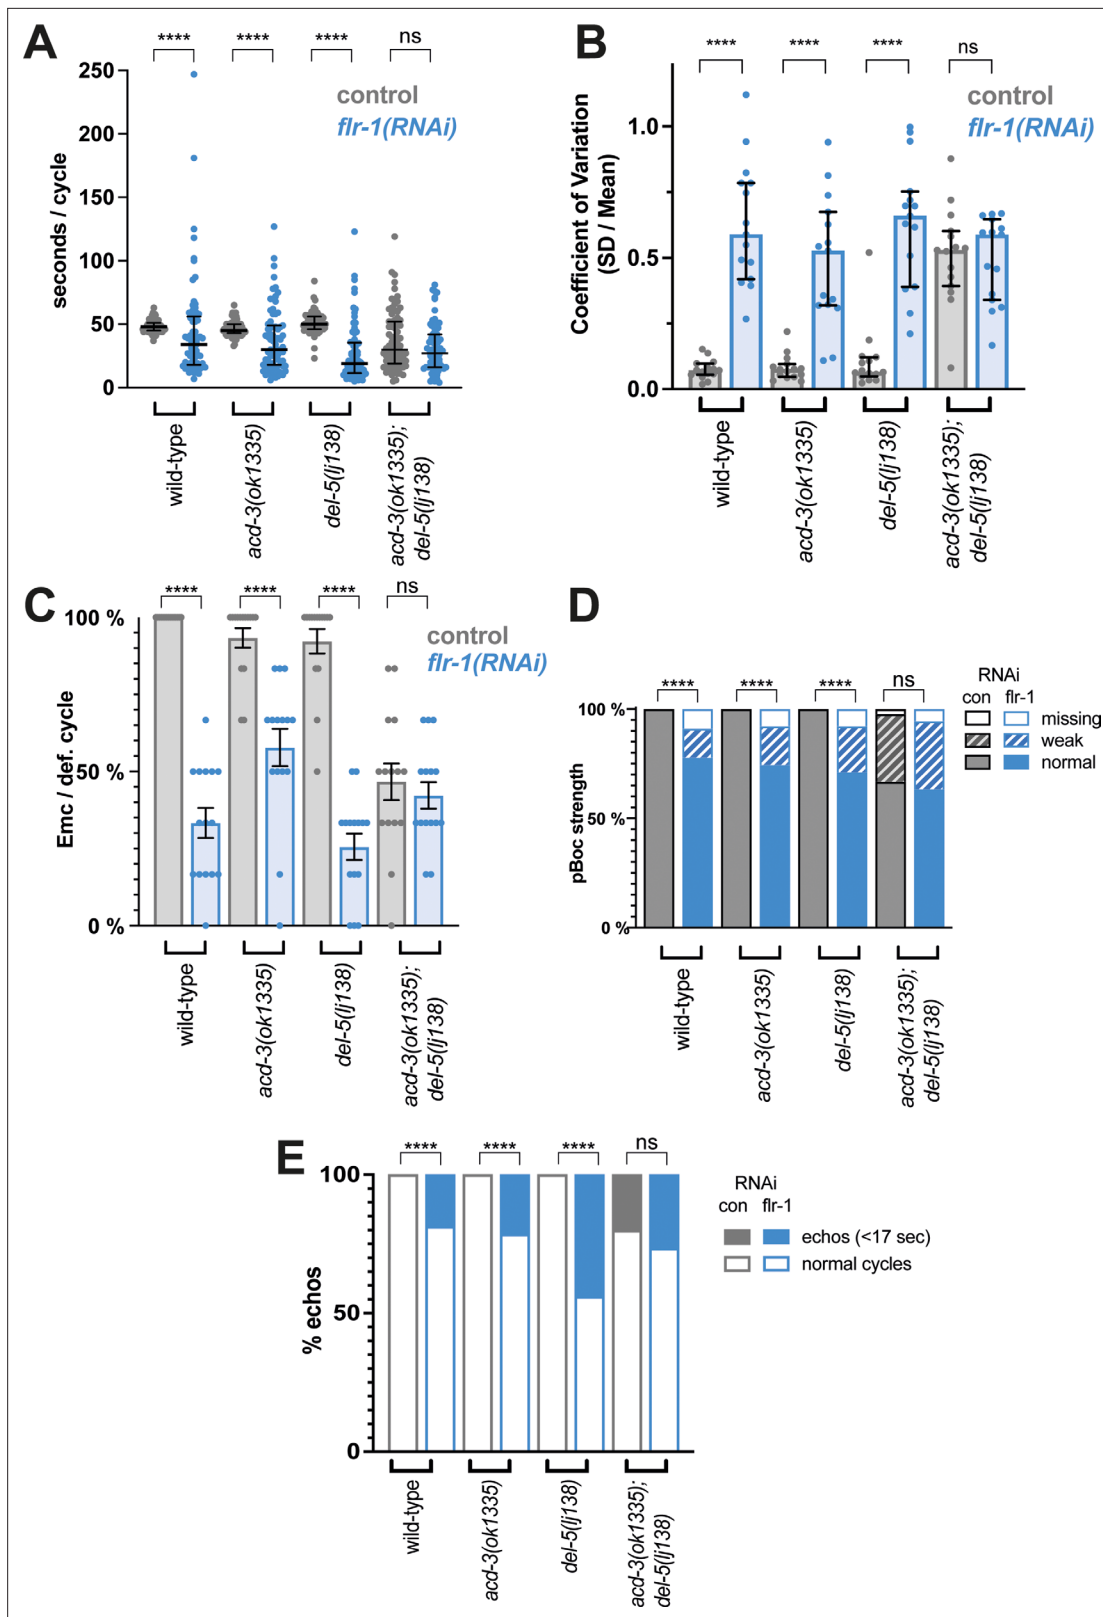 A
**** **** **** ns
control
flr-1(RNAi)
seconds / cycle
250
200
150
100
50
0
wild-type
acd-3(ok1335)
del-5(lj138)
acd-3(ok1335);
del-5(lj138)
B
**** **** **** ns
control
flr-1(RNAi)
Coefficient of Variation
(SD / Mean)
1.0
0.5
0.0
wild-type
acd-3(ok1335)
del-5(lj138)
acd-3(ok1335);
del-5(lj138)
C
**** **** **** ns
control
flr-1(RNAi)
Emc / def. cycle
100 %
50 %
0 %
wild-type
acd-3(ok1335)
del-5(lj138)
acd-3(ok1335);
del-5(lj138)
D
**** **** **** ns
RNAi
con flr-1
missing
weak
normal
pBoc strength
100 %
50 %
0 %
wild-type
acd-3(ok1335)
del-5(lj138)
acd-3(ok1335);
del-5(lj138)
E
**** **** **** ns
RNAi
con flr-1
echos (<17 sec)
normal cycles
% echos
100
50
0
wild-type
acd-3(ok1335)
del-5(lj138)
acd-3(ok1335);
del-5(lj138)